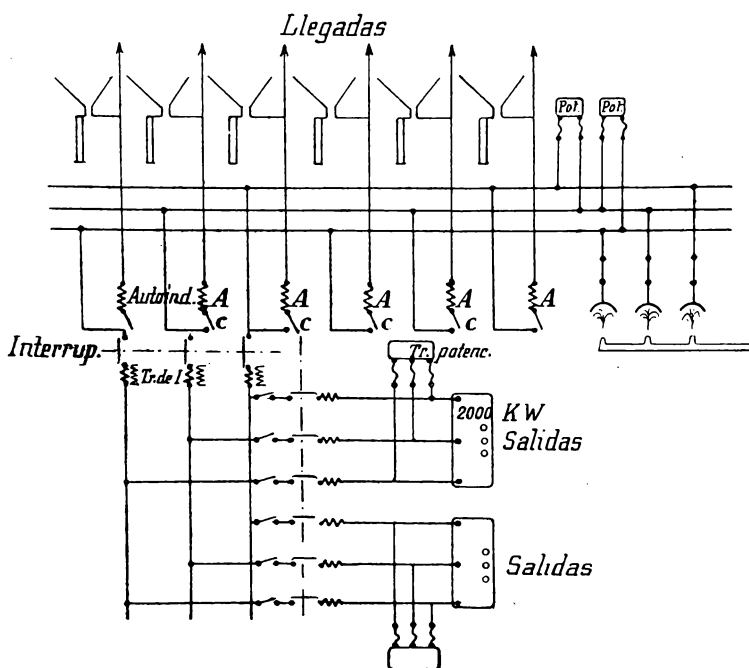 Llegadas
Pot. Pot.
Autoind. A A A A A
C C C C
Interrup.
Tr. de I
Tr. potenc.
2000 KW
Salidas
Salidas